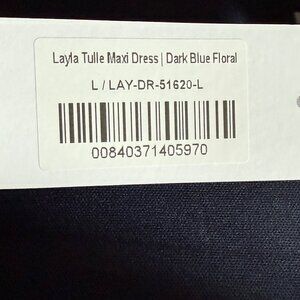 Layla Tulle Maxi Dress | Dark Blue Floral
L / LAY-DR-51620-L
00840371405970